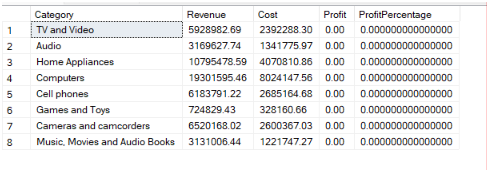 Category Revenue Cost Profit ProfitPercentage
1 TV and Video 5928982.69 2392288.30 0.00 0.000000000000000
2 Audio 3169627.74 1341775.97 0.00 0.000000000000000
3 Home Appliances 10795478.59 4070810.86 0.00 0.000000000000000
4 Computers 19301595.46 8024147.56 0.00 0.000000000000000
5 Cell phones 6183791.22 2685164.68 0.00 0.000000000000000
6 Games and Toys 724829.43 328160.66 0.00 0.000000000000000
7 Cameras and camcorders 6520168.02 2600367.03 0.00 0.000000000000000
8 Music, Movies and Audio Books 3131006.44 1221747.27 0.00 0.000000000000000